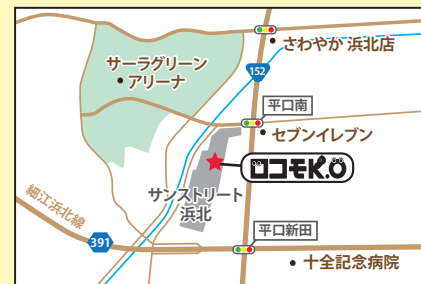 さわやか 浜北店
サーラグリーン
アリーナ
152
平口南
セブンイレブン
ロコモK.O
サンストリート
浜北
細江浜北線
391
平口新田
十全記念病院